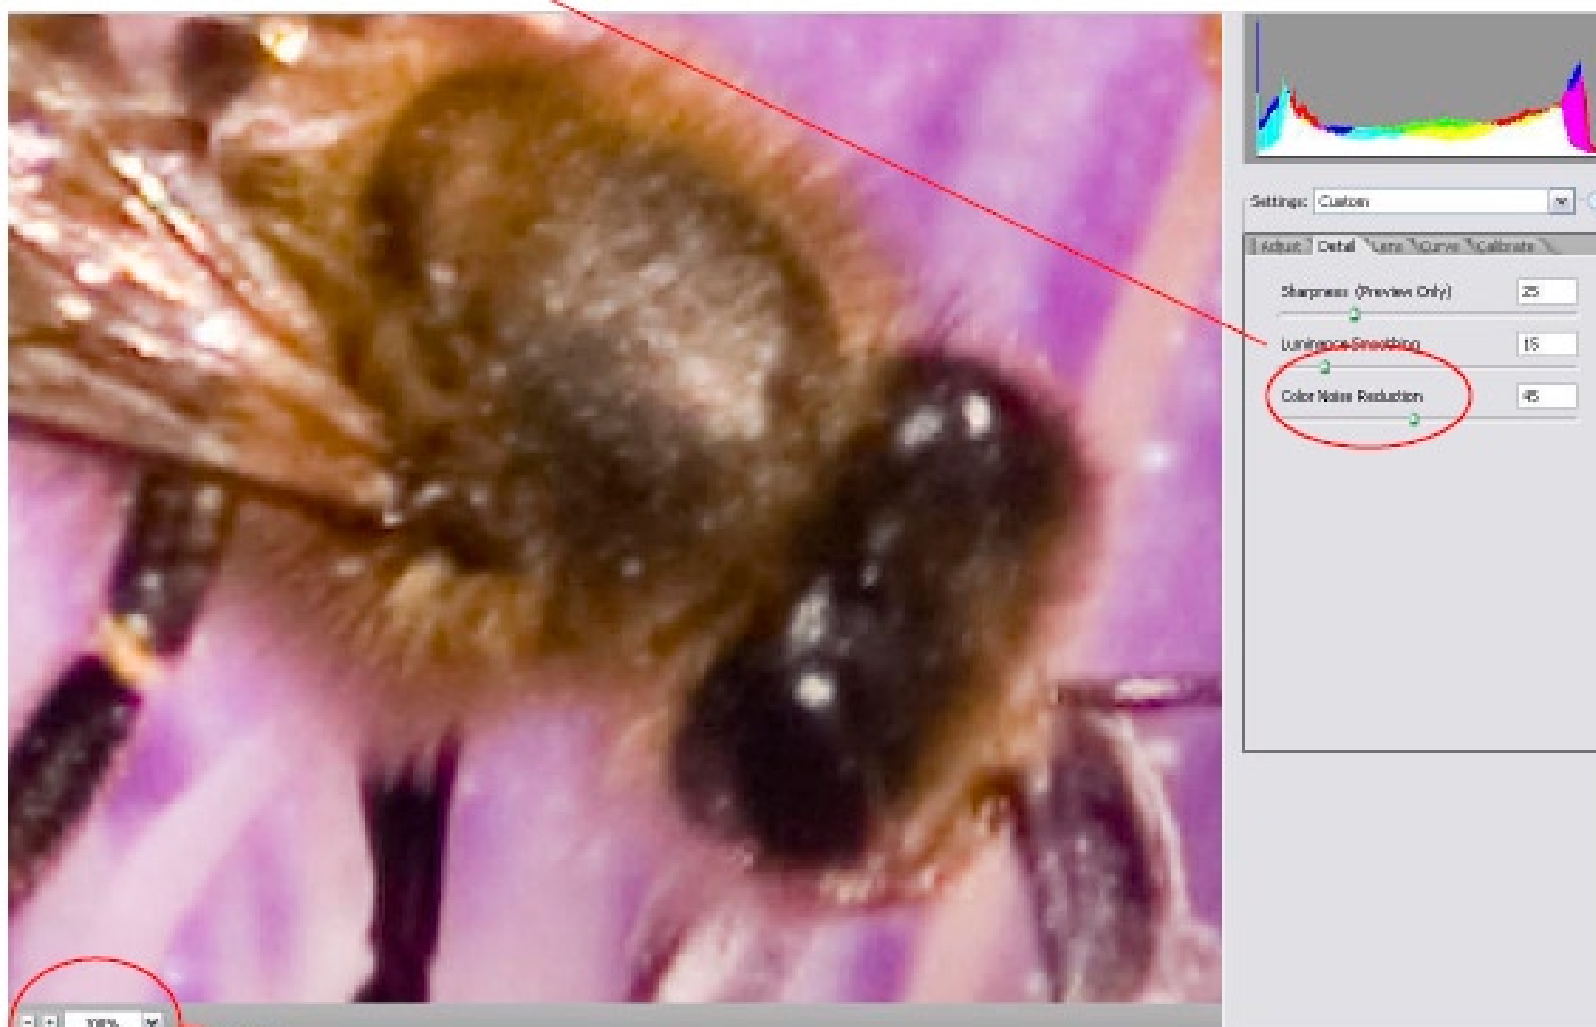 Settings: Custom
Adjust Detail Lens Curve Calibrate
Sharpness (Preview Only) 25
Luminance Smoothing 15
Color Noise Reduction 45